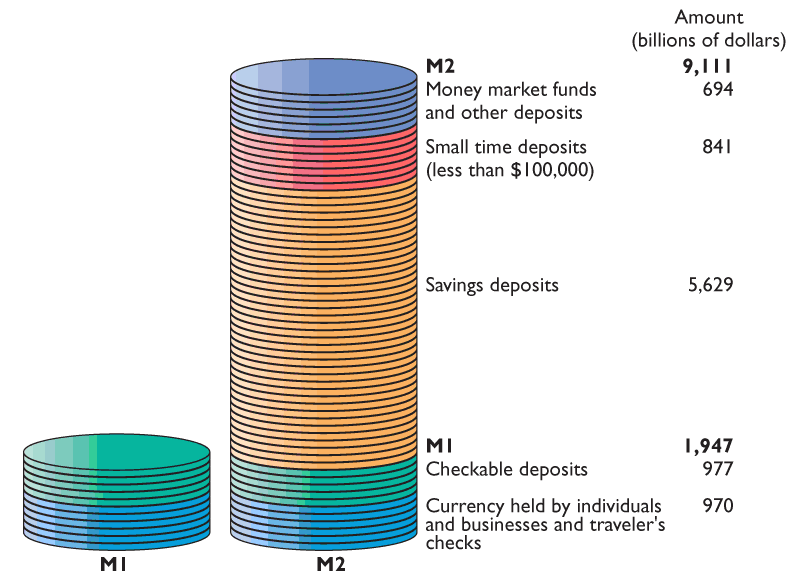 Amount
(billions of dollars)
M2 9,111
Money market funds 694
and other deposits
Small time deposits 841
(less than $100,000)
Savings deposits 5,629
M1 1,947
Checkable deposits 977
Currency held by individuals 970
and businesses and traveler's
checks
M1 M2